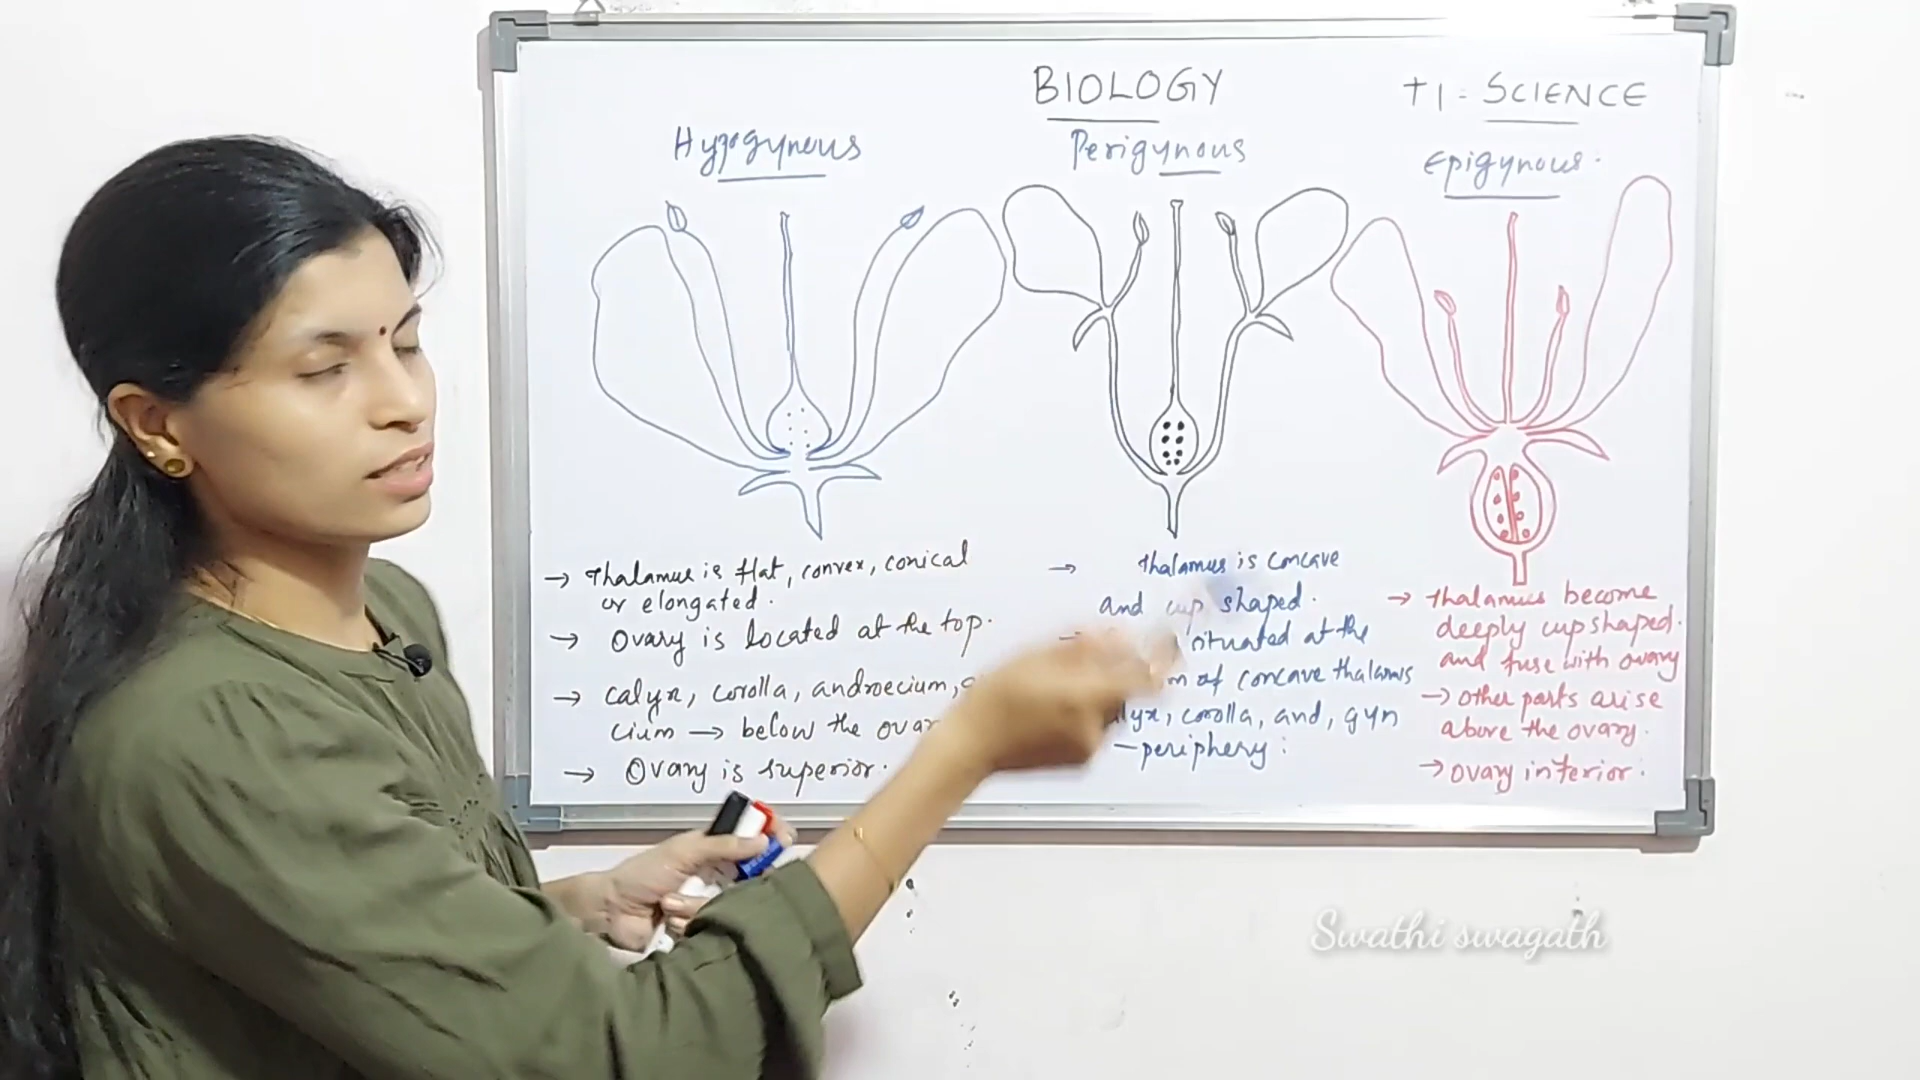 BIOLOGY
+1 - SCIENCE
Hypogynous
Perigynous
Epigynous.
→ Thalamus is flat, convex, conical
or elongated.
→ Ovary is located at the top.
→ calyx, corolla, androecium,
cium → below the
→ Ovary is superior.
→ Thalamus is concave
and cup shaped.
situated at the
of concave thalamus
corolla, and, gyn
- periphery:
→ thalamus become
deeply cup shaped.
and fuse with ovary
→ other parts arise
above the ovary.
→ ovary inferior.
Swathi swagath